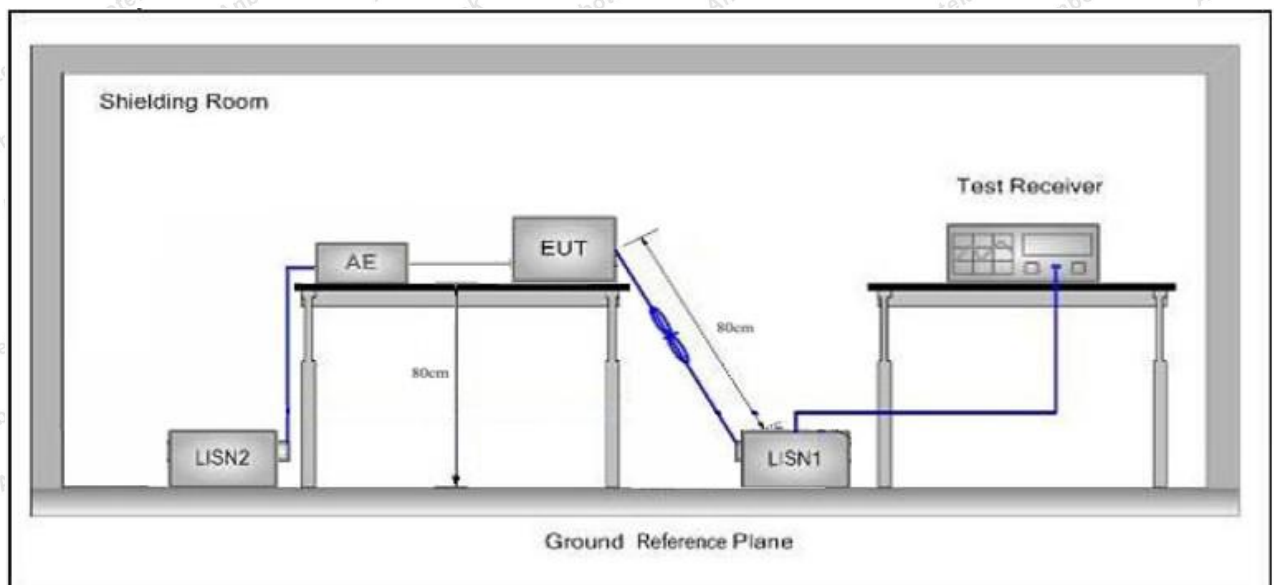 Shielding Room
Test Receiver
EUT
AE
80cm
80cm
LISN2
LISN1
Ground Reference Plane